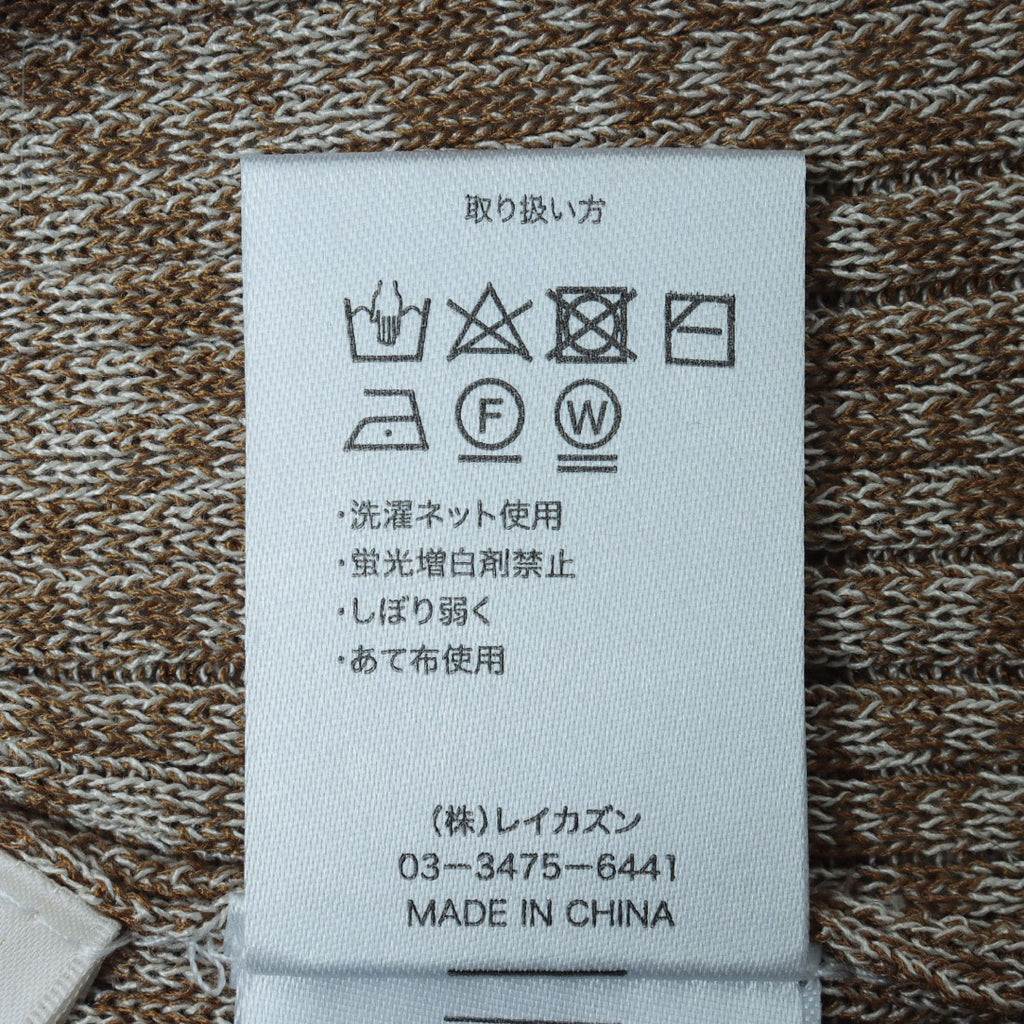 取り扱い方
F W
・洗濯ネット使用
・蛍光増白剤禁止
・しぼり弱く
・あて布使用
(株)レイカズン
03-3475-6441
MADE IN CHINA